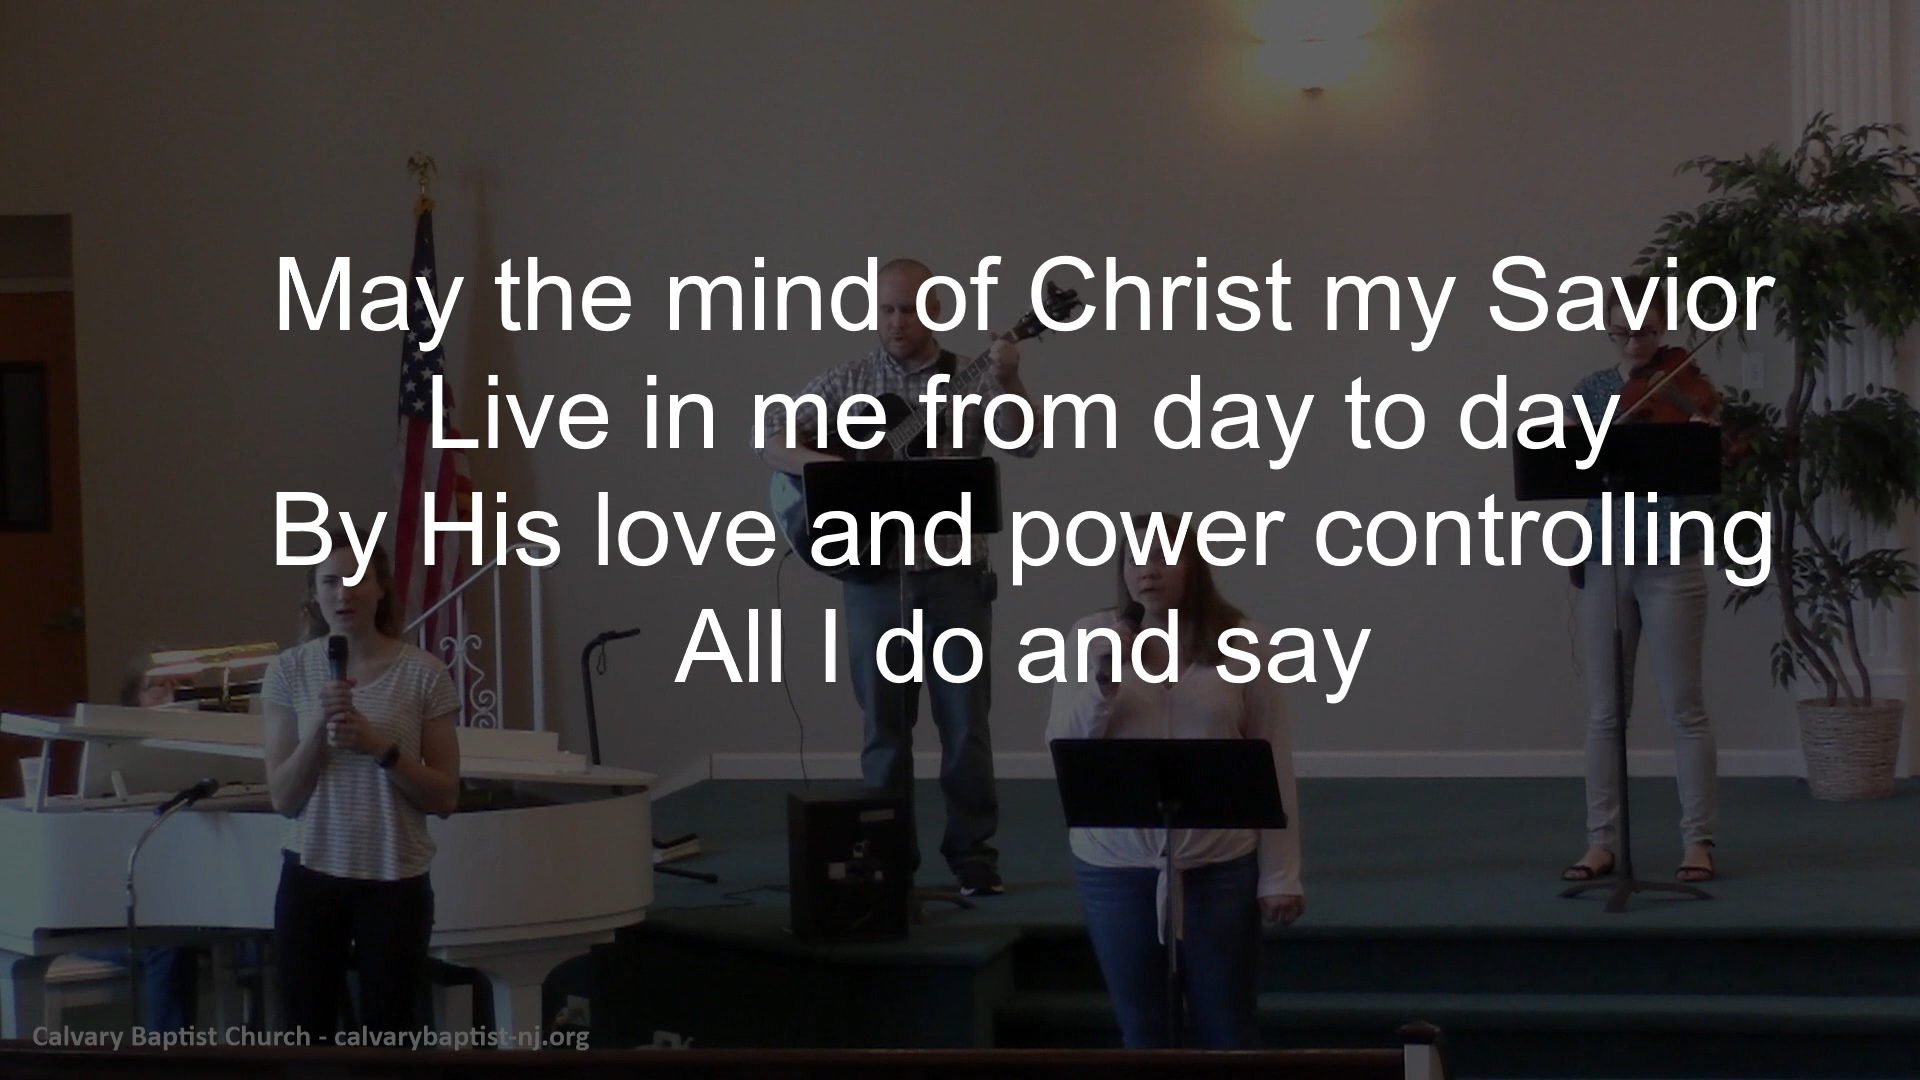 May the mind of Christ my Savior
Live in me from day to day
By His love and power controlling
All I do and say
Calvary Baptist Church - calvarybaptist-nj.org